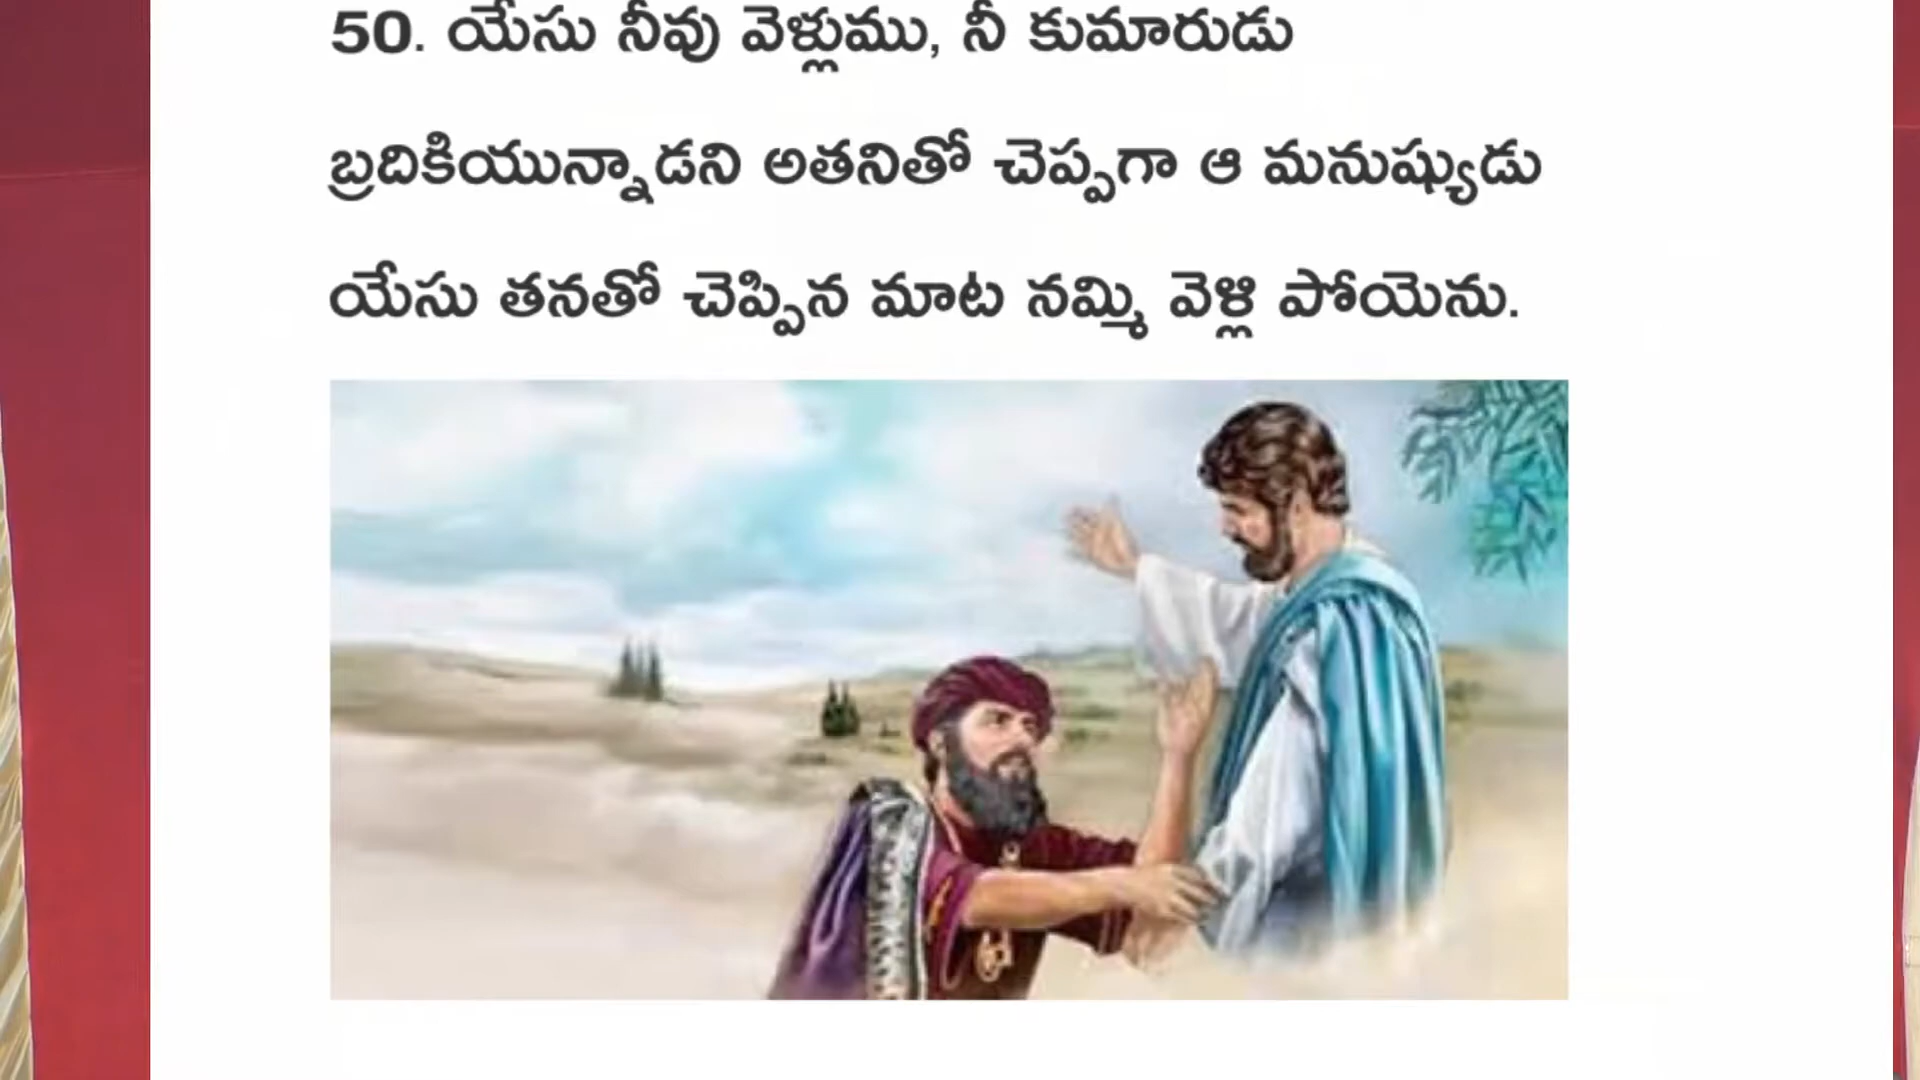 50. యేసు నీవు వెళ్లుము, నీ కుమారుడు
బ్రదికియున్నాడని అతనితో చెప్పగా ఆ మనుష్యుడు
యేసు తనతో చెప్పిన మాట నమ్మి వెళ్లి పోయెను.